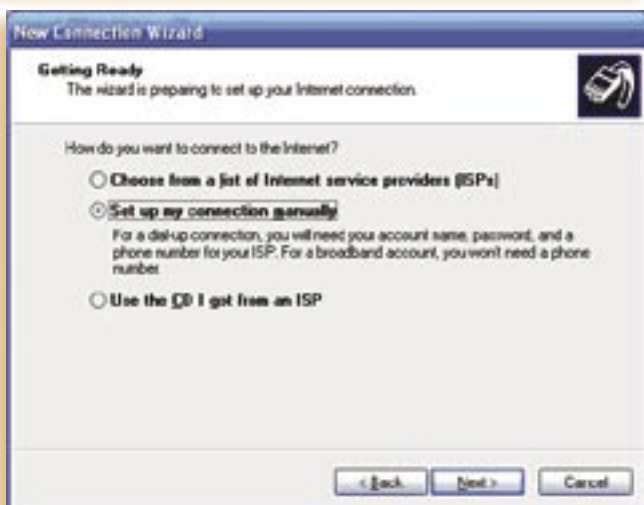 New Connection Wizard
Getting Ready
The wizard is preparing to set up your Internet connection.
How do you want to connect to the Internet?
Choose from a list of Internet service providers (ISPs)
Set up my connection manually
For a dial-up connection, you will need your account name, password, and a
phone number for your ISP. For a broadband account, you won't need a phone
number.
Use the CD I got from an ISP
< Back
Next >
Cancel